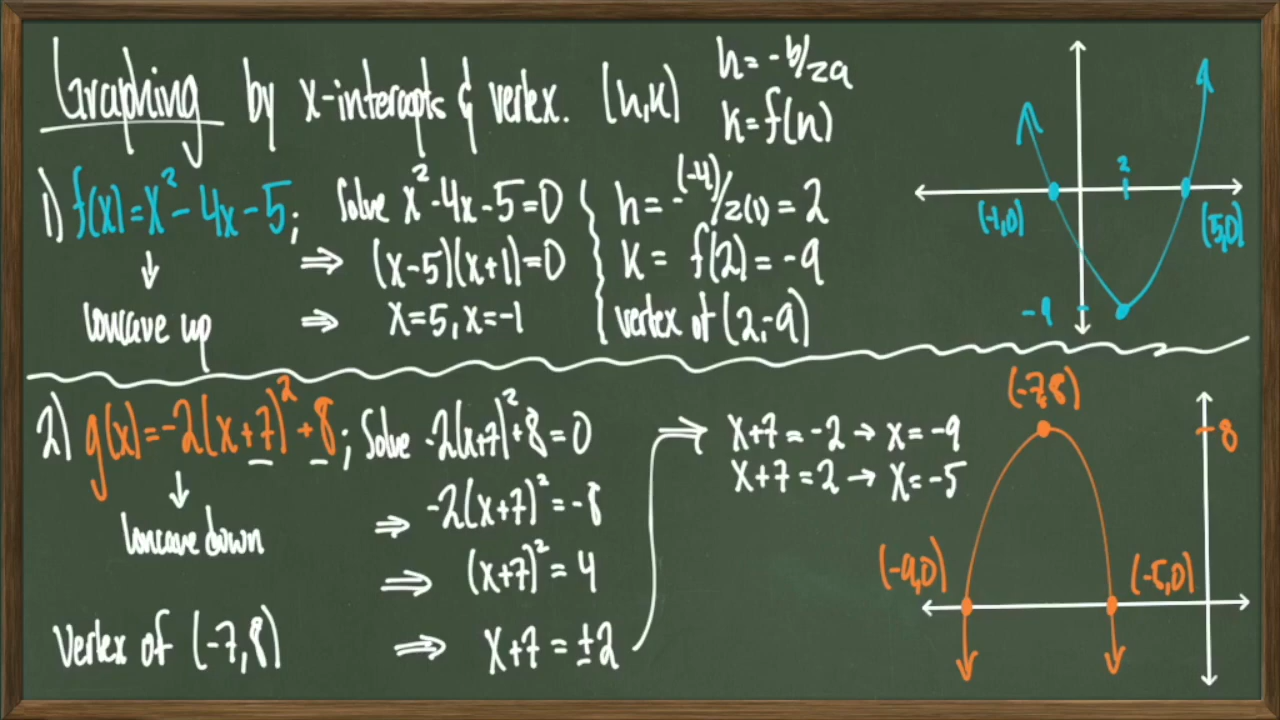 Graphing by x-intercepts & vertex. (h,k) h = -b/2a
k = f(h)
1) f(x) = x² - 4x - 5; Solve x² - 4x - 5 = 0
⇒ (x-5)(x+1) = 0
↓
Concave up ⇒ x = 5, x = -1
h = -(-4)/2(1) = 2
k = f(2) = -9
vertex of (2,-9)
2
(-1,0) (5,0)
-9
2) g(x) = -2(x+7)² + 8; Solve -2(x+7)² + 8 = 0
↓
Concave down
⇒ -2(x+7)² = -8
⇒ (x+7)² = 4
Vertex of (-7,8) ⇒ x+7 = ±2
⇒ x+7 = -2 → x = -9
x+7 = 2 → x = -5
(-7,8)
8
(-9,0) (-5,0)